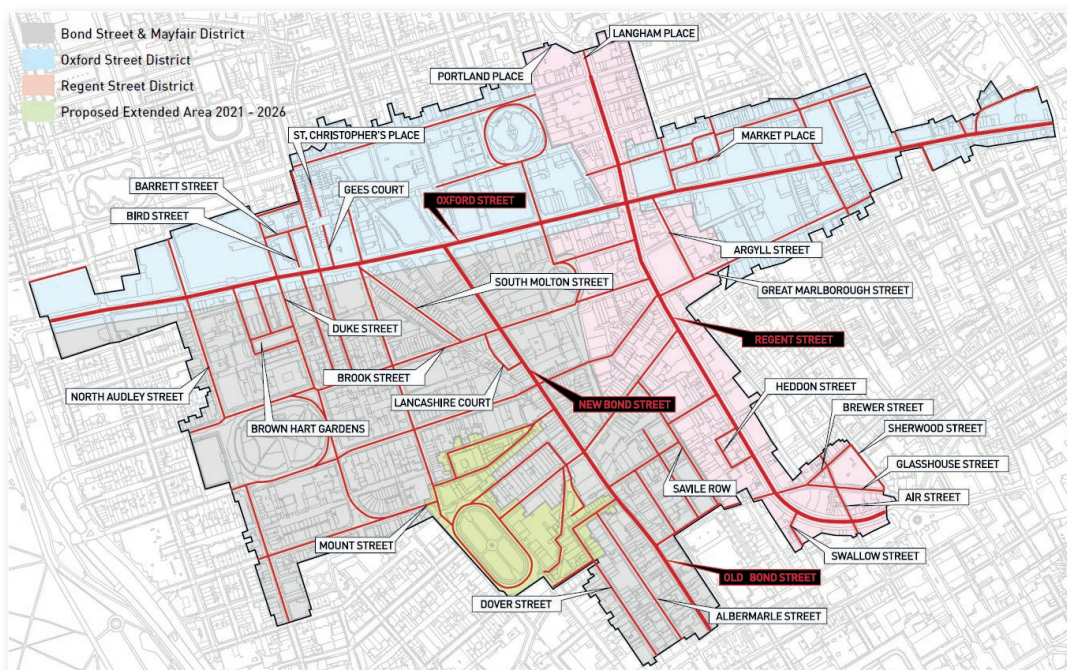 Bond Street & Mayfair District
Oxford Street District
Regent Street District
Proposed Extended Area 2021 - 2026
LANGHAM PLACE
PORTLAND PLACE
ST. CHRISTOPHER'S PLACE
MARKET PLACE
BARRETT STREET
GEES COURT
BIRD STREET
OXFORD STREET
ARGYLL STREET
SOUTH MOLTON STREET
GREAT MARLBOROUGH STREET
DUKE STREET
REGENT STREET
BROOK STREET
HEDDON STREET
NORTH AUDLEY STREET
LANCASHIRE COURT
NEW BOND STREET
BREWER STREET
BROWN HART GARDENS
SHERWOOD STREET
GLASSHOUSE STREET
SAVILE ROW
AIR STREET
MOUNT STREET
SWALLOW STREET
OLD BOND STREET
DOVER STREET
ALBERMARLE STREET